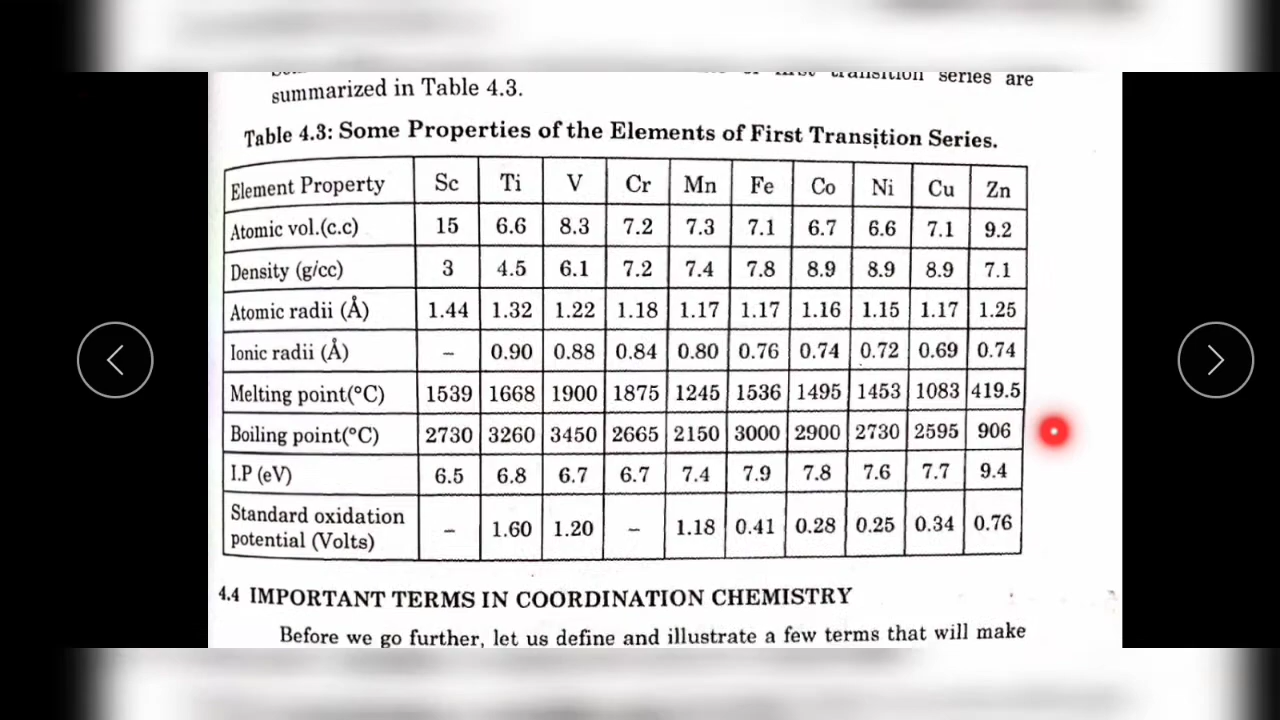 transition series are
summarized in Table 4.3.
Table 4.3: Some Properties of the Elements of First Transition Series.
Element Property Sc Ti V Cr Mn Fe Co Ni Cu Zn
Atomic vol.(c.c) 15 6.6 8.3 7.2 7.3 7.1 6.7 6.6 7.1 9.2
Density (g/cc) 3 4.5 6.1 7.2 7.4 7.8 8.9 8.9 8.9 7.1
Atomic radii (Å) 1.44 1.32 1.22 1.18 1.17 1.17 1.16 1.15 1.17 1.25
Ionic radii (Å) – 0.90 0.88 0.84 0.80 0.76 0.74 0.72 0.69 0.74
Melting point(°C) 1539 1668 1900 1875 1245 1536 1495 1453 1083 419.5
Boiling point(°C) 2730 3260 3450 2665 2150 3000 2900 2730 2595 906
I.P (eV) 6.5 6.8 6.7 6.7 7.4 7.9 7.8 7.6 7.7 9.4
Standard oxidation
potential (Volts) – 1.60 1.20 – 1.18 0.41 0.28 0.25 0.34 0.76
4.4 IMPORTANT TERMS IN COORDINATION CHEMISTRY
Before we go further, let us define and illustrate a few terms that will make